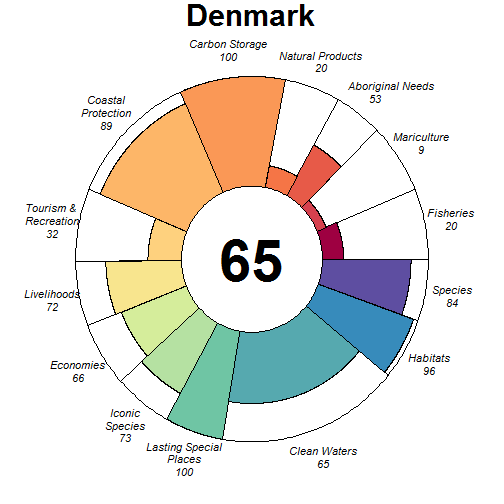 Denmark
Carbon Storage
100
Natural Products
20
Aboriginal Needs
53
Mariculture
9
Fisheries
20
Species
84
Habitats
96
Clean Waters
65
Lasting Special
Places
100
Iconic
Species
73
Economies
66
Livelihoods
72
Tourism &
Recreation
32
Coastal
Protection
89
65